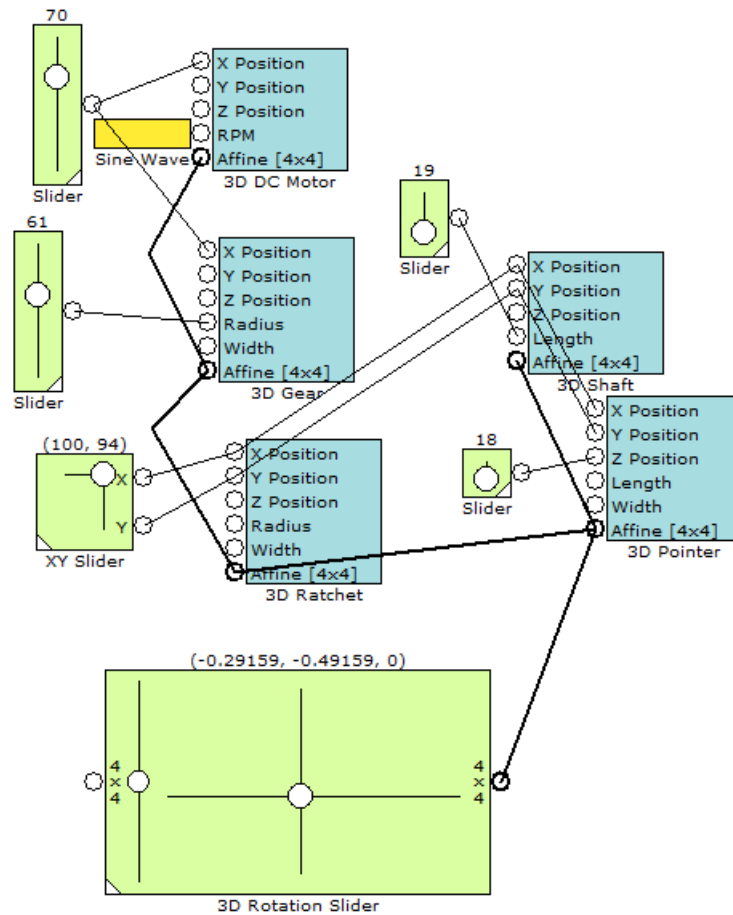 70
X Position
Y Position
Z Position
RPM
Affine [4x4]
3D DC Motor
Sine Wave
Slider
61
Slider
X Position
Y Position
Z Position
Radius
Width
Affine [4x4]
3D Gear
19
Slider
X Position
Y Position
Z Position
Length
Affine [4x4]
3D Shaft
(100, 94)
X
Y
XY Slider
X Position
Y Position
Z Position
Radius
Width
Affine [4x4]
3D Ratchet
18
Slider
X Position
Y Position
Z Position
Length
Width
Affine [4x4]
3D Pointer
(-0.29159, -0.49159, 0)
4
x
4
4
x
4
3D Rotation Slider